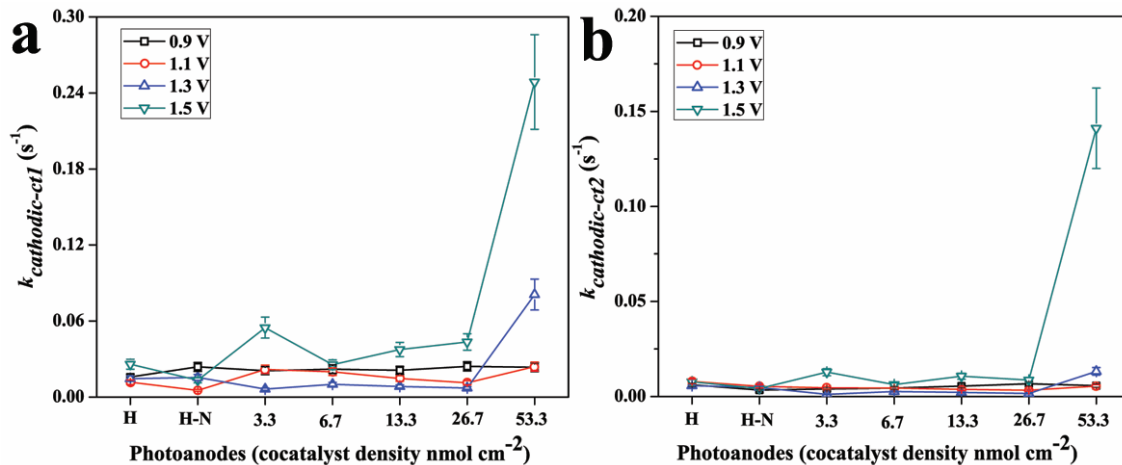 a
0.9 V
1.1 V
1.3 V
1.5 V
k cathodic-ct1 (s⁻¹)
0.30
0.24
0.18
0.12
0.06
0.00
H H-N 3.3 6.7 13.3 26.7 53.3
Photoanodes (cocatalyst density nmol cm⁻²)
b
0.9 V
1.1 V
1.3 V
1.5 V
k cathodic-ct2 (s⁻¹)
0.20
0.15
0.10
0.05
0.00
H H-N 3.3 6.7 13.3 26.7 53.3
Photoanodes (cocatalyst density nmol cm⁻²)